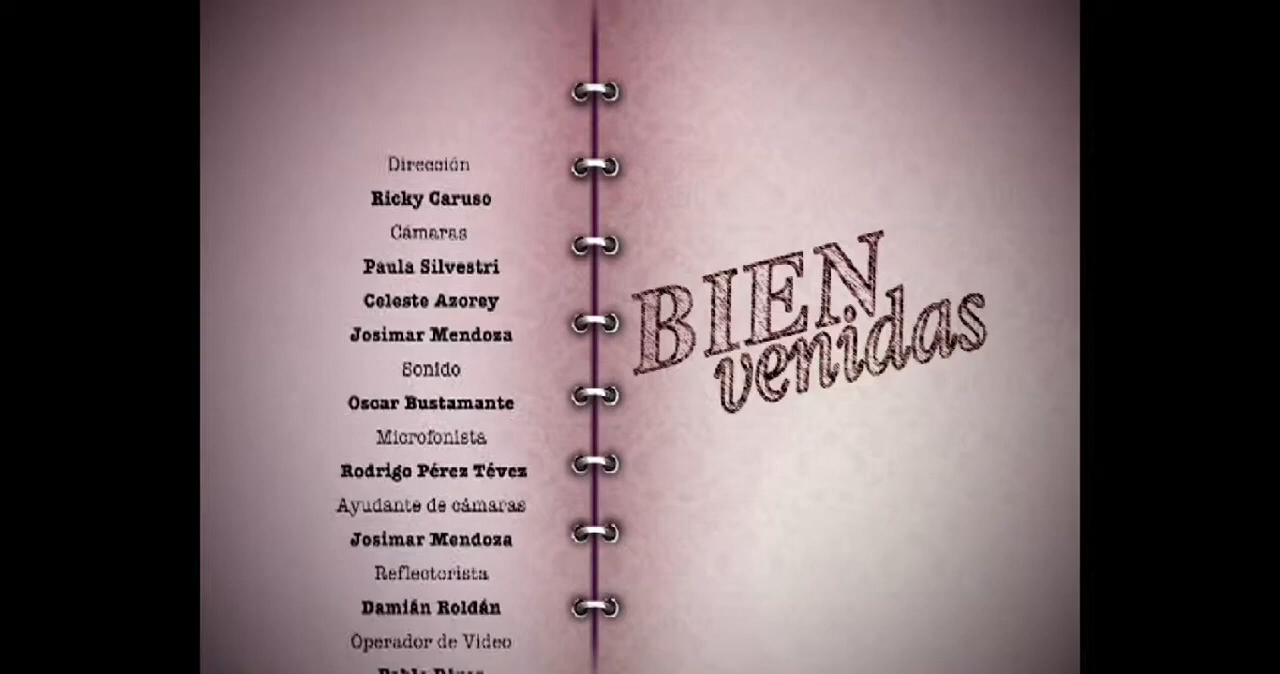 Dirección
Ricky Caruso
Cámaras
Paula Silvestri
Celeste Azorey
Josimar Mendoza
Sonido
Oscar Bustamante
Microfonista
Rodrigo Pérez Tévez
Ayudante de cámaras
Josimar Mendoza
Reflectorista
Damián Roldán
Operador de Video
BIEN
venidas